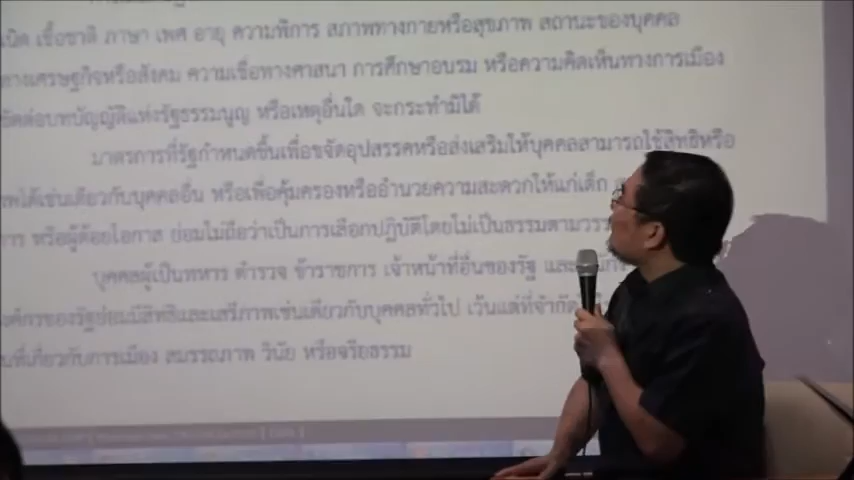 เชื้อชาติ ภาษา เพศ อายุ ความพิการ สภาพทางกายหรือสุขภาพ สถานะของบุคคล
ทางเศรษฐกิจหรือสังคม ความเชื่อทางศาสนา การศึกษาอบรม หรือความคิดเห็นทางการเมือง
ขัดต่อบทบัญญัติแห่งรัฐธรรมนูญ หรือเหตุอื่นใด จะกระทำมิได้
มาตรการที่รัฐกำหนดขึ้นเพื่อขจัดอุปสรรคหรือส่งเสริมให้บุคคลสามารถใช้สิทธิหรือ
ได้เช่นเดียวกับบุคคลอื่น หรือเพื่อคุ้มครองหรืออำนวยความสะดวกให้แก่เด็ก
หรือผู้ด้อยโอกาส ย่อมไม่ถือว่าเป็นการเลือกปฏิบัติโดยไม่เป็นธรรมตามวรร
บุคคลผู้เป็นทหาร ตำรวจ ข้าราชการ เจ้าหน้าที่อื่นของรัฐ และ
องค์กรของรัฐย่อมมีสิทธิและเสรีภาพเช่นเดียวกับบุคคลทั่วไป เว้นแต่ที่จำกัด
ที่เกี่ยวกับการเมือง สมรรถภาพ วินัย หรือจริยธรรม